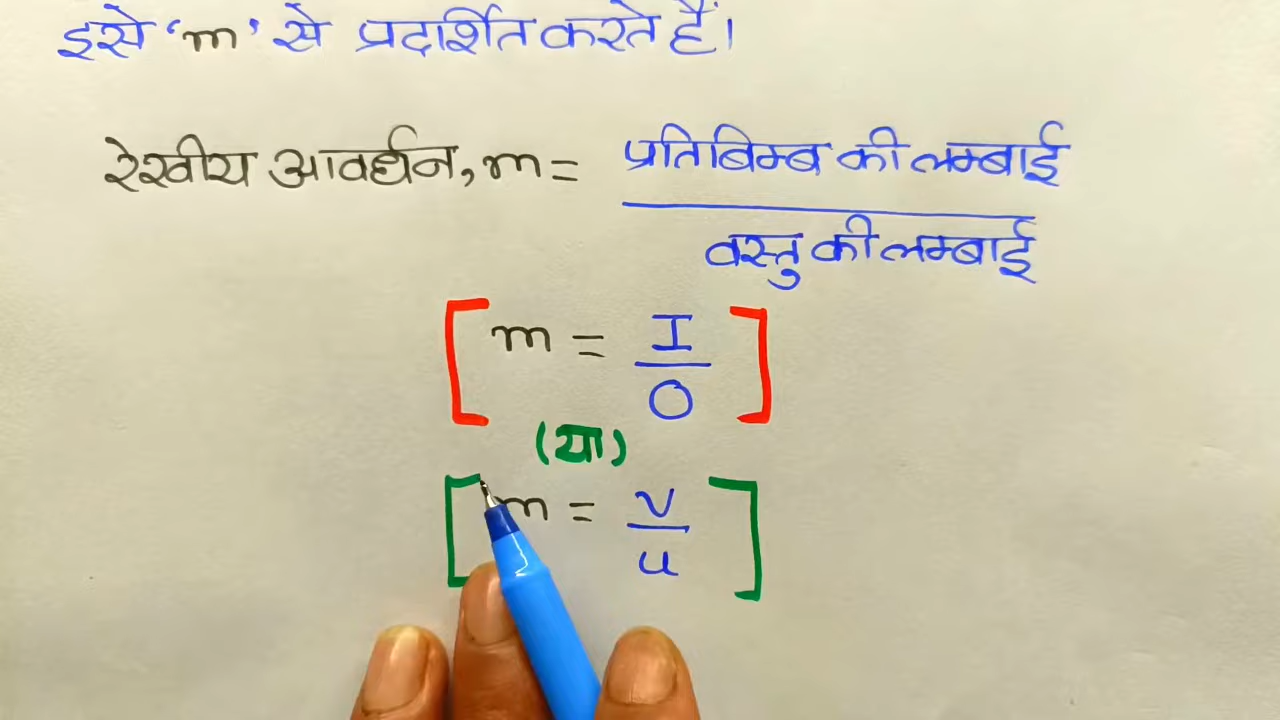 इसे 'm' से प्रदर्शित करते हैं।
रेखीय आवर्धन, m = प्रतिबिम्ब की लम्बाई
वस्तु की लम्बाई
[ m = I / O ]
(या)
[ m = v / u ]